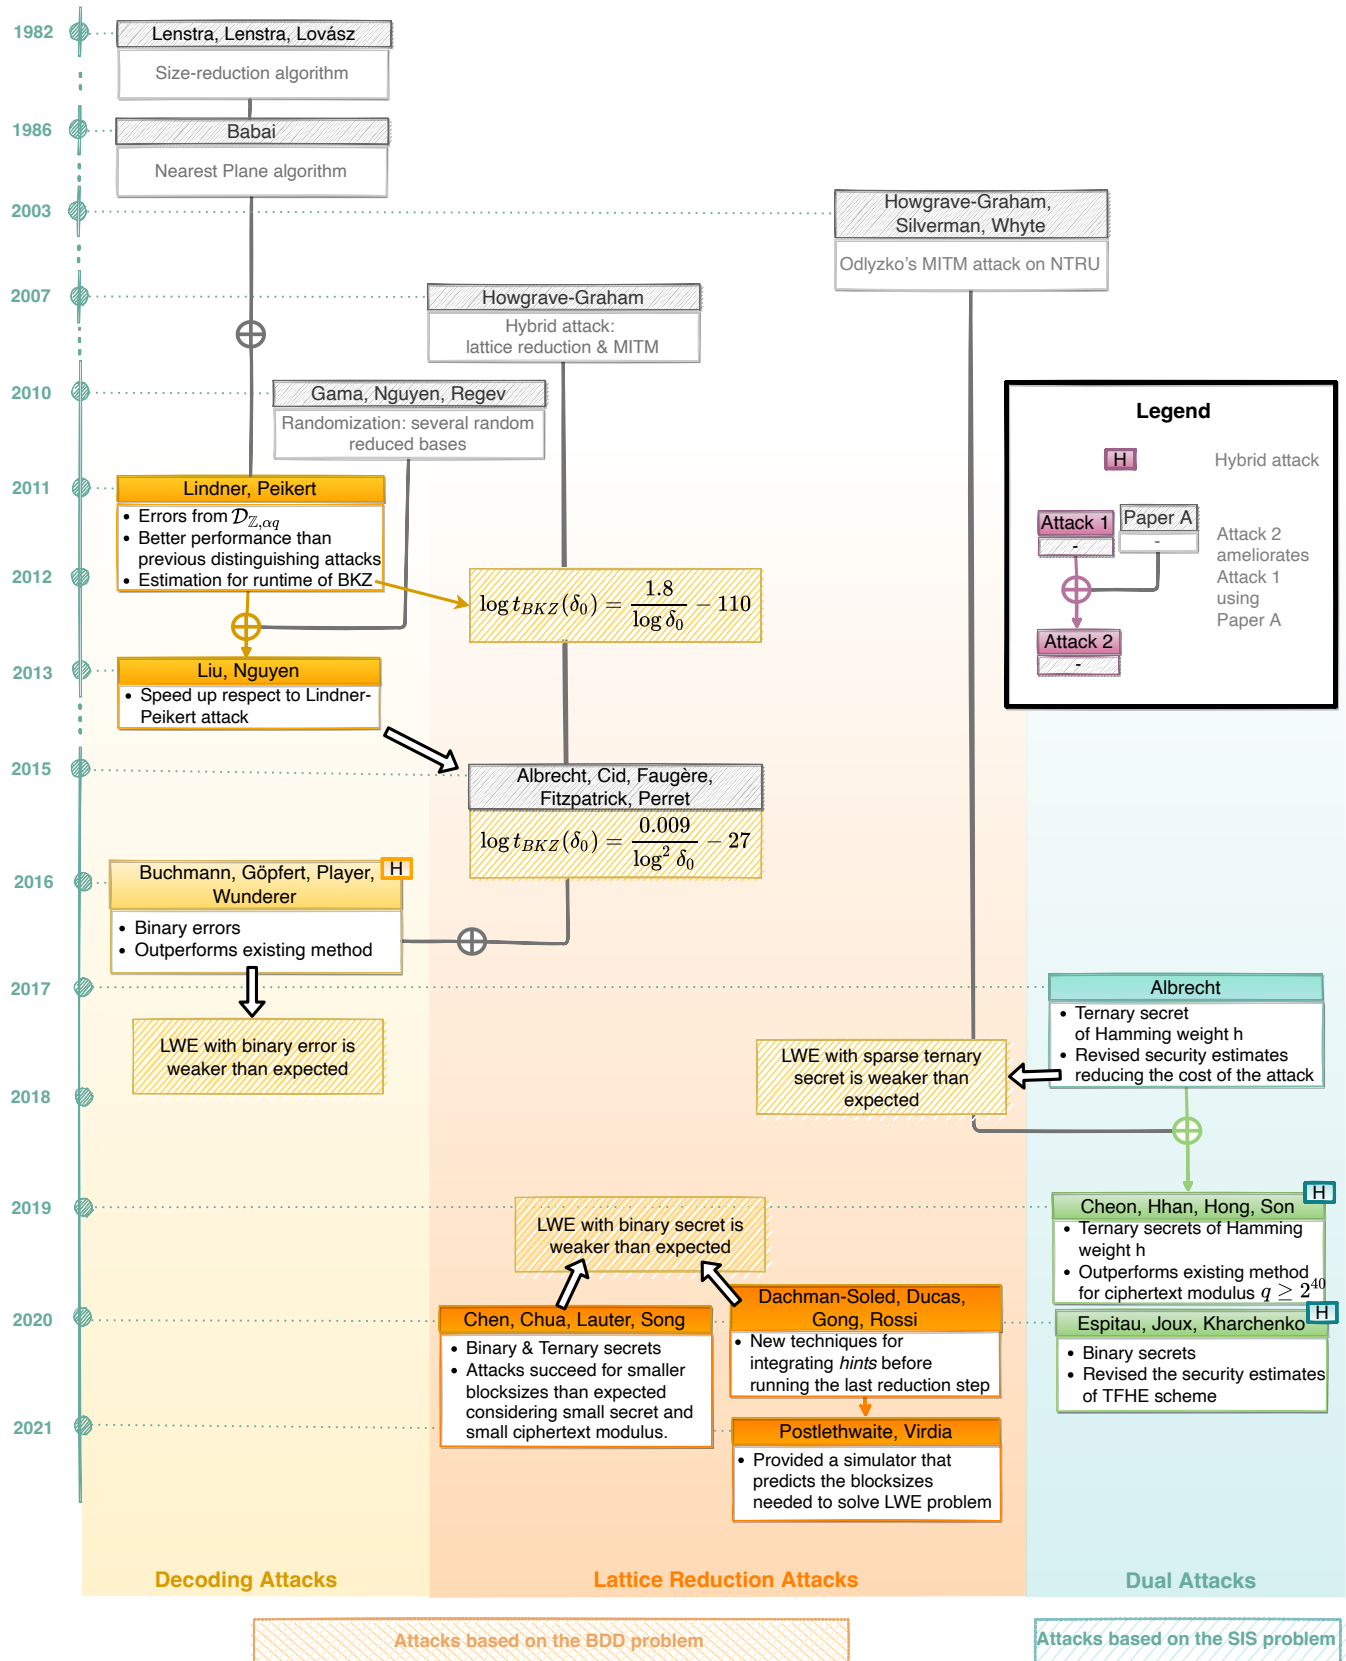 1982
Lenstra, Lenstra, Lovász
Size-reduction algorithm
1986
Babai
Nearest Plane algorithm
2003
Howgrave-Graham,
Silverman, Whyte
Odlyzko's MITM attack on NTRU
2007
Howgrave-Graham
Hybrid attack:
lattice reduction & MITM
2010
Gama, Nguyen, Regev
Randomization: several random
reduced bases
Legend
H
Hybrid attack
Attack 1
-
Paper A
-
Attack 2
ameliorates
Attack 1
using
Paper A
Attack 2
-
2011
Lindner, Peikert
• Errors from 𝒟_{ℤ,αq}
• Better performance than
previous distinguishing attacks
• Estimation for runtime of BKZ
2012
log t_{BKZ}(δ₀) = 1.8 / log δ₀ − 110
2013
Liu, Nguyen
• Speed up respect to Lindner-
Peikert attack
2015
Albrecht, Cid, Faugère,
Fitzpatrick, Perret
log t_{BKZ}(δ₀) = 0.009 / log² δ₀ − 27
2016
Buchmann, Göpfert, Player,
Wunderer
H
• Binary errors
• Outperforms existing method
2017
Albrecht
• Ternary secret
of Hamming weight h
• Revised security estimates
reducing the cost of the attack
LWE with binary error is
weaker than expected
LWE with sparse ternary
secret is weaker than
expected
2018
2019
LWE with binary secret is
weaker than expected
Cheon, Hhan, Hong, Son
H
• Ternary secrets of Hamming
weight h
• Outperforms existing method
for ciphertext modulus q ≥ 2⁴⁰
2020
Chen, Chua, Lauter, Song
• Binary & Ternary secrets
• Attacks succeed for smaller
blocksizes than expected
considering small secret and
small ciphertext modulus.
Dachman-Soled, Ducas,
Gong, Rossi
• New techniques for
integrating hints before
running the last reduction step
Espitau, Joux, Kharchenko
H
• Binary secrets
• Revised the security estimates
of TFHE scheme
2021
Postlethwaite, Virdia
• Provided a simulator that
predicts the blocksizes
needed to solve LWE problem
Decoding Attacks
Lattice Reduction Attacks
Dual Attacks
Attacks based on the BDD problem
Attacks based on the SIS problem